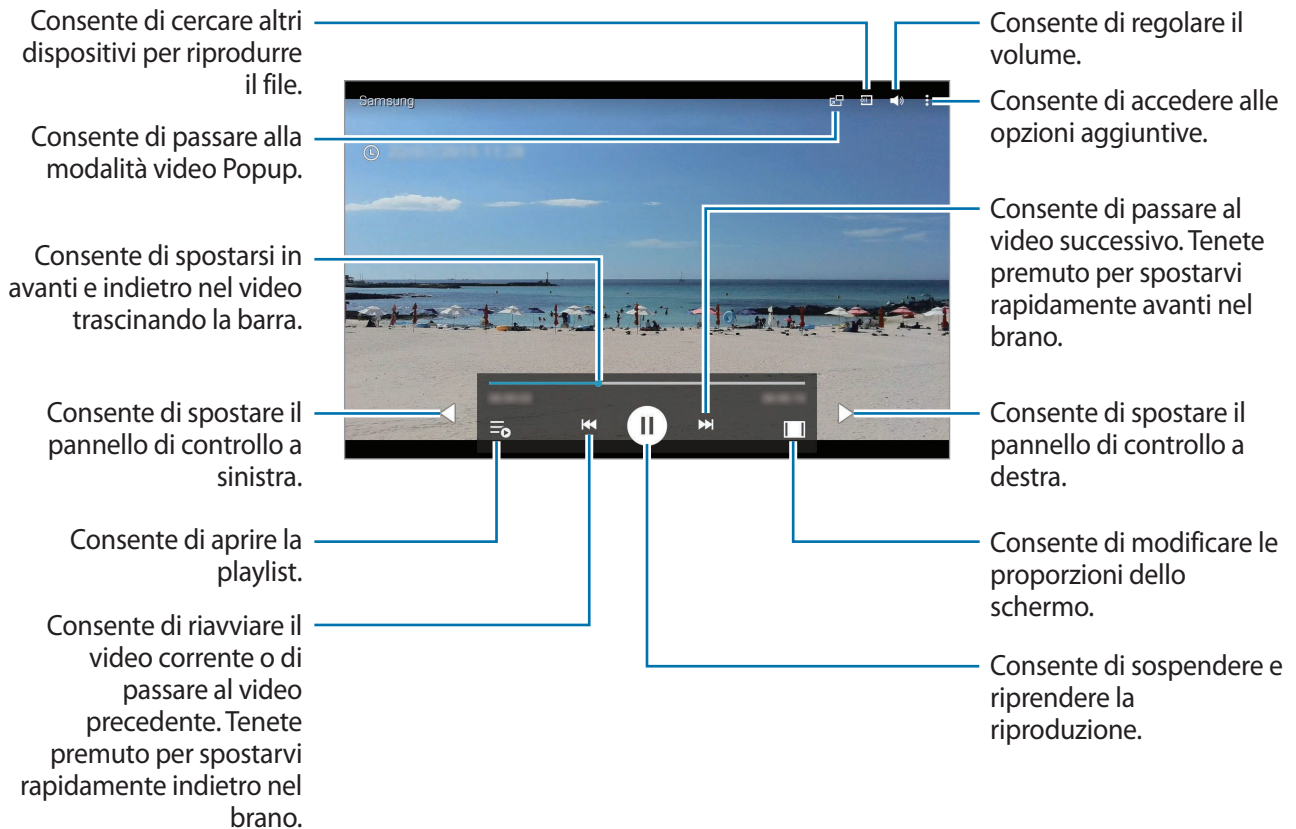 Consente di cercare altri
dispositivi per riprodurre
il file.
Consente di passare alla
modalità video Popup.
Consente di spostarsi in
avanti e indietro nel video
trascinando la barra.
Consente di spostare il
pannello di controllo a
sinistra.
Consente di aprire la
playlist.
Consente di riavviare il
video corrente o di
passare al video
precedente. Tenete
premuto per spostarvi
rapidamente indietro nel
brano.
Samsung
Consente di regolare il
volume.
Consente di accedere alle
opzioni aggiuntive.
Consente di passare al
video successivo. Tenete
premuto per spostarvi
rapidamente avanti nel
brano.
Consente di spostare il
pannello di controllo a
destra.
Consente di modificare le
proporzioni dello
schermo.
Consente di sospendere e
riprendere la
riproduzione.